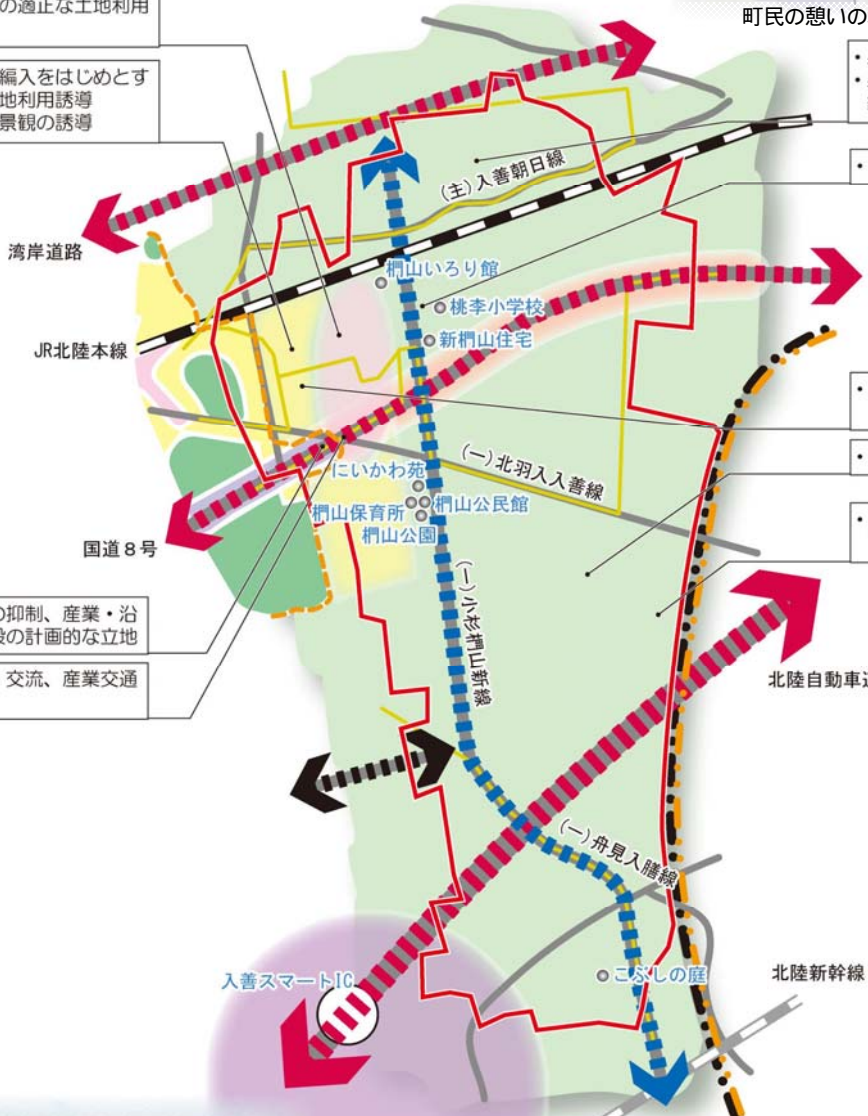 の適正な土地利用
町民の憩いの
編入をはじめとす
地利用誘導
景観の誘導
(主)入善朝日線
湾岸道路
椚山いろり館
桃李小学校
新椚山住宅
JR北陸本線
(一)北羽入入善線
にいかわ苑
椚山保育所
椚山公民館
椚山公園
国道8号
(一)小杉椚山新線
の抑制、産業・沿
設の計画的な立地
交流、産業交通
北陸自動車道
(一)舟見入膳線
入善スマートIC
こぶしの庭
北陸新幹線